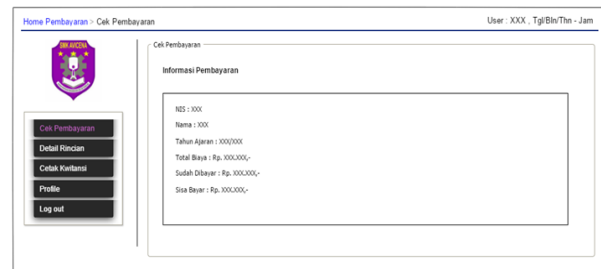 Home Pembayaran > Cek Pembayaran
User : XXX , Tgl/Bln/Thn - Jam
SMK AVICENA
Cek Pembayaran
Detail Rincian
Cetak Kwitansi
Profile
Log out
Cek Pembayaran
Informasi Pembayaran
NIS : XXX
Nama : XXX
Tahun Ajaran : XXX/XXX
Total Biaya : Rp. XXX.XXX,-
Sudah Dibayar : Rp. XXX.XXX,-
Sisa Bayar : Rp. XXX.XXX,-